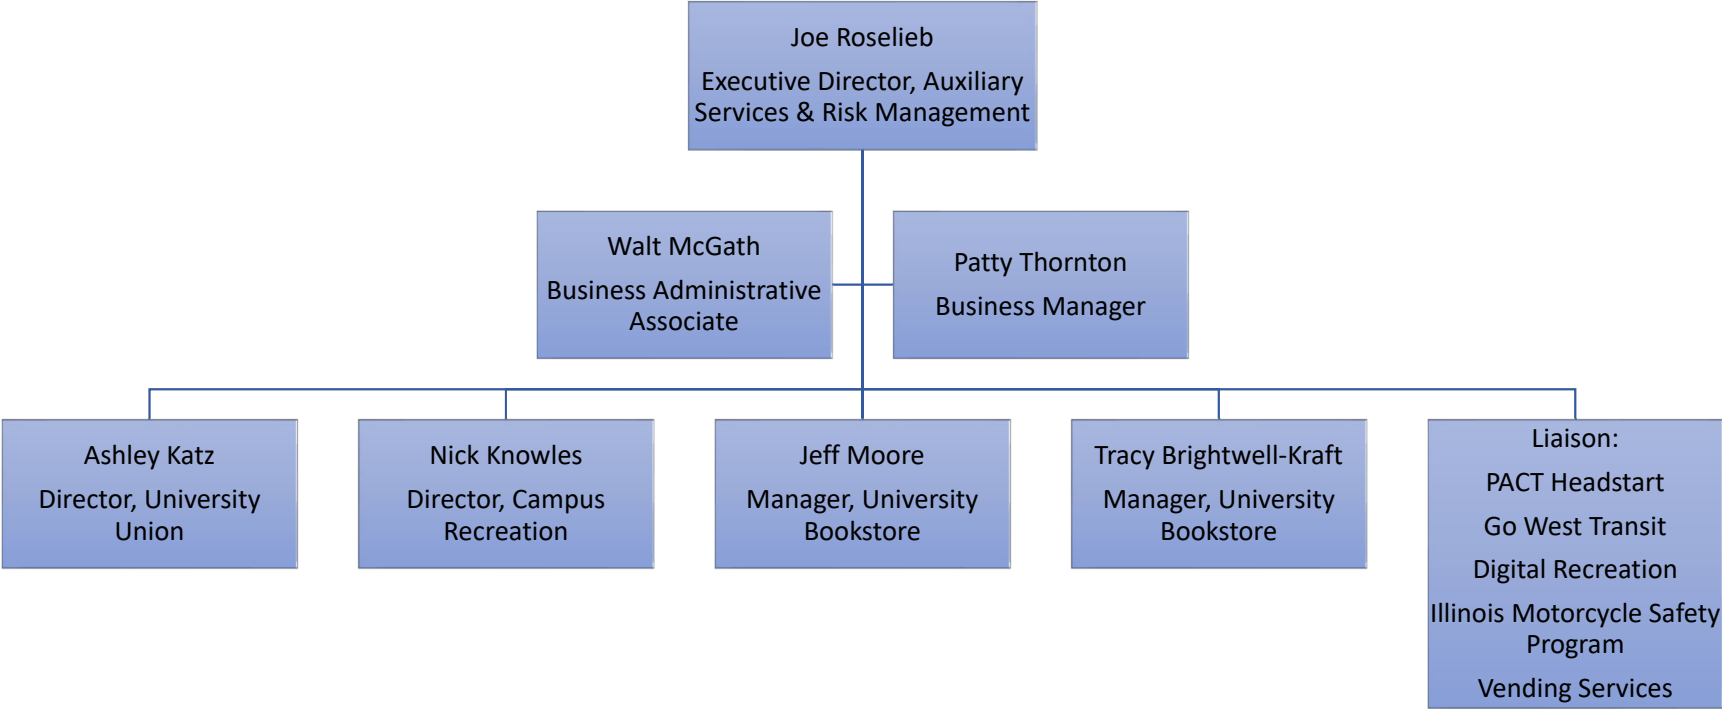 Joe Roselieb
Executive Director, Auxiliary
Services & Risk Management
Walt McGath
Business Administrative
Associate
Patty Thornton
Business Manager
Ashley Katz
Director, University
Union
Nick Knowles
Director, Campus
Recreation
Jeff Moore
Manager, University
Bookstore
Tracy Brightwell-Kraft
Manager, University
Bookstore
Liaison:
PACT Headstart
Go West Transit
Digital Recreation
Illinois Motorcycle Safety
Program
Vending Services